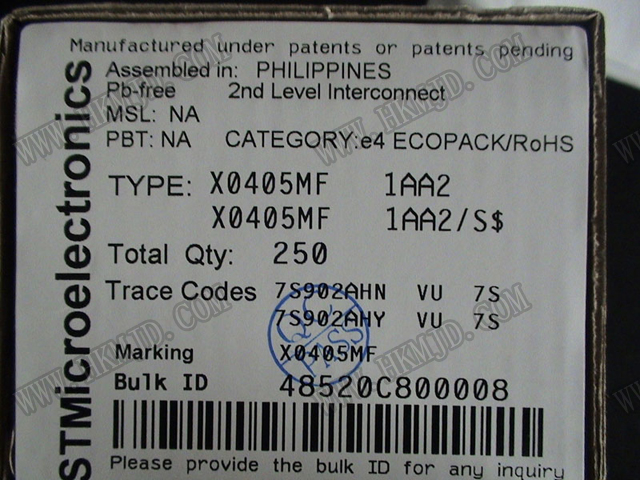 Manufactured under patents or patents pending
STMicroelectronics
Assembled in: PHILIPPINES
Pb-free 2nd Level Interconnect
MSL: NA
PBT: NA CATEGORY:e4 ECOPACK/RoHS
TYPE: X0405MF 1AA2
X0405MF 1AA2/S$
Total Qty: 250
Trace Codes 7S902AHN VU 7S
7S902AHY VU 7S
PASS
Marking X0405MF
Bulk ID 48520C800008
Please provide the bulk ID for any inquiry
WWW.HKMJD.COM
WWW.HKMJD.COM
WWW.HKMJD.COM
WWW.HKMJD.COM
WWW.HKMJD.COM